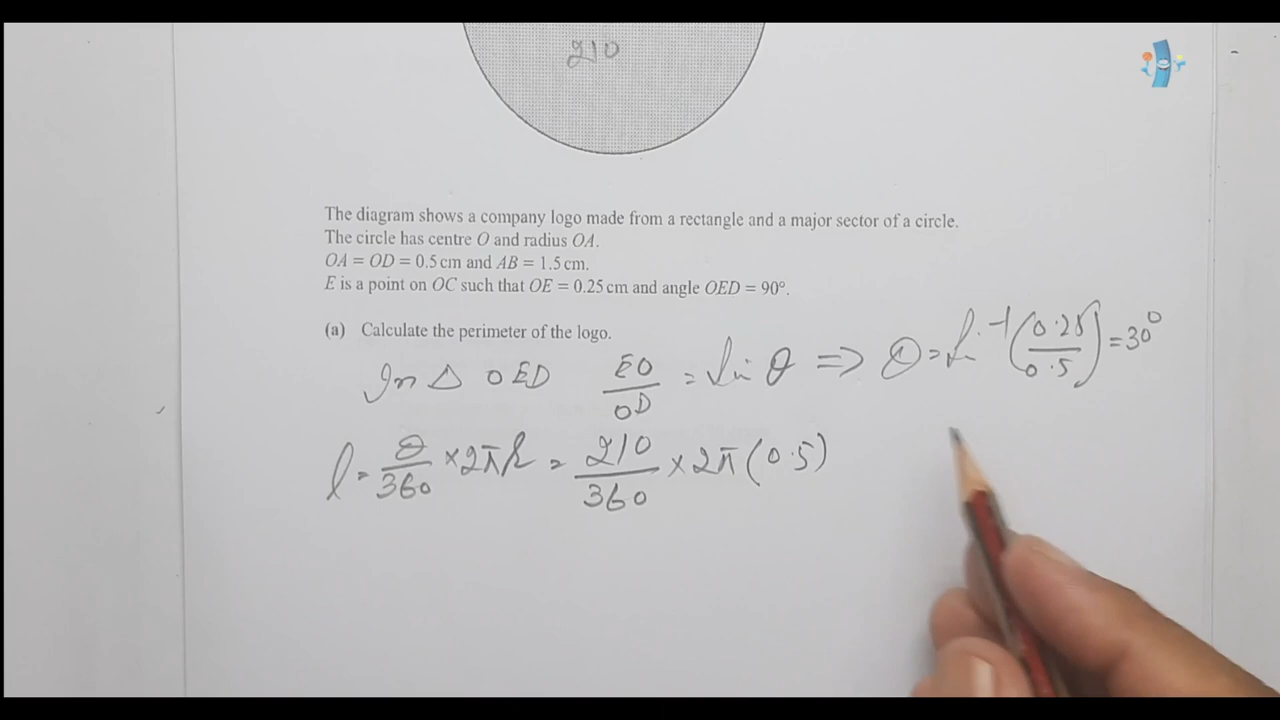 210
The diagram shows a company logo made from a rectangle and a major sector of a circle.
The circle has centre O and radius OA.
OA = OD = 0.5 cm and AB = 1.5 cm.
E is a point on OC such that OE = 0.25 cm and angle OED = 90°.
(a) Calculate the perimeter of the logo.
In △ OED EO/OD = sin θ ⇒ θ = sin⁻¹(0.25/0.5) = 30°
l = θ/360 × 2πr = 210/360 × 2π(0.5)